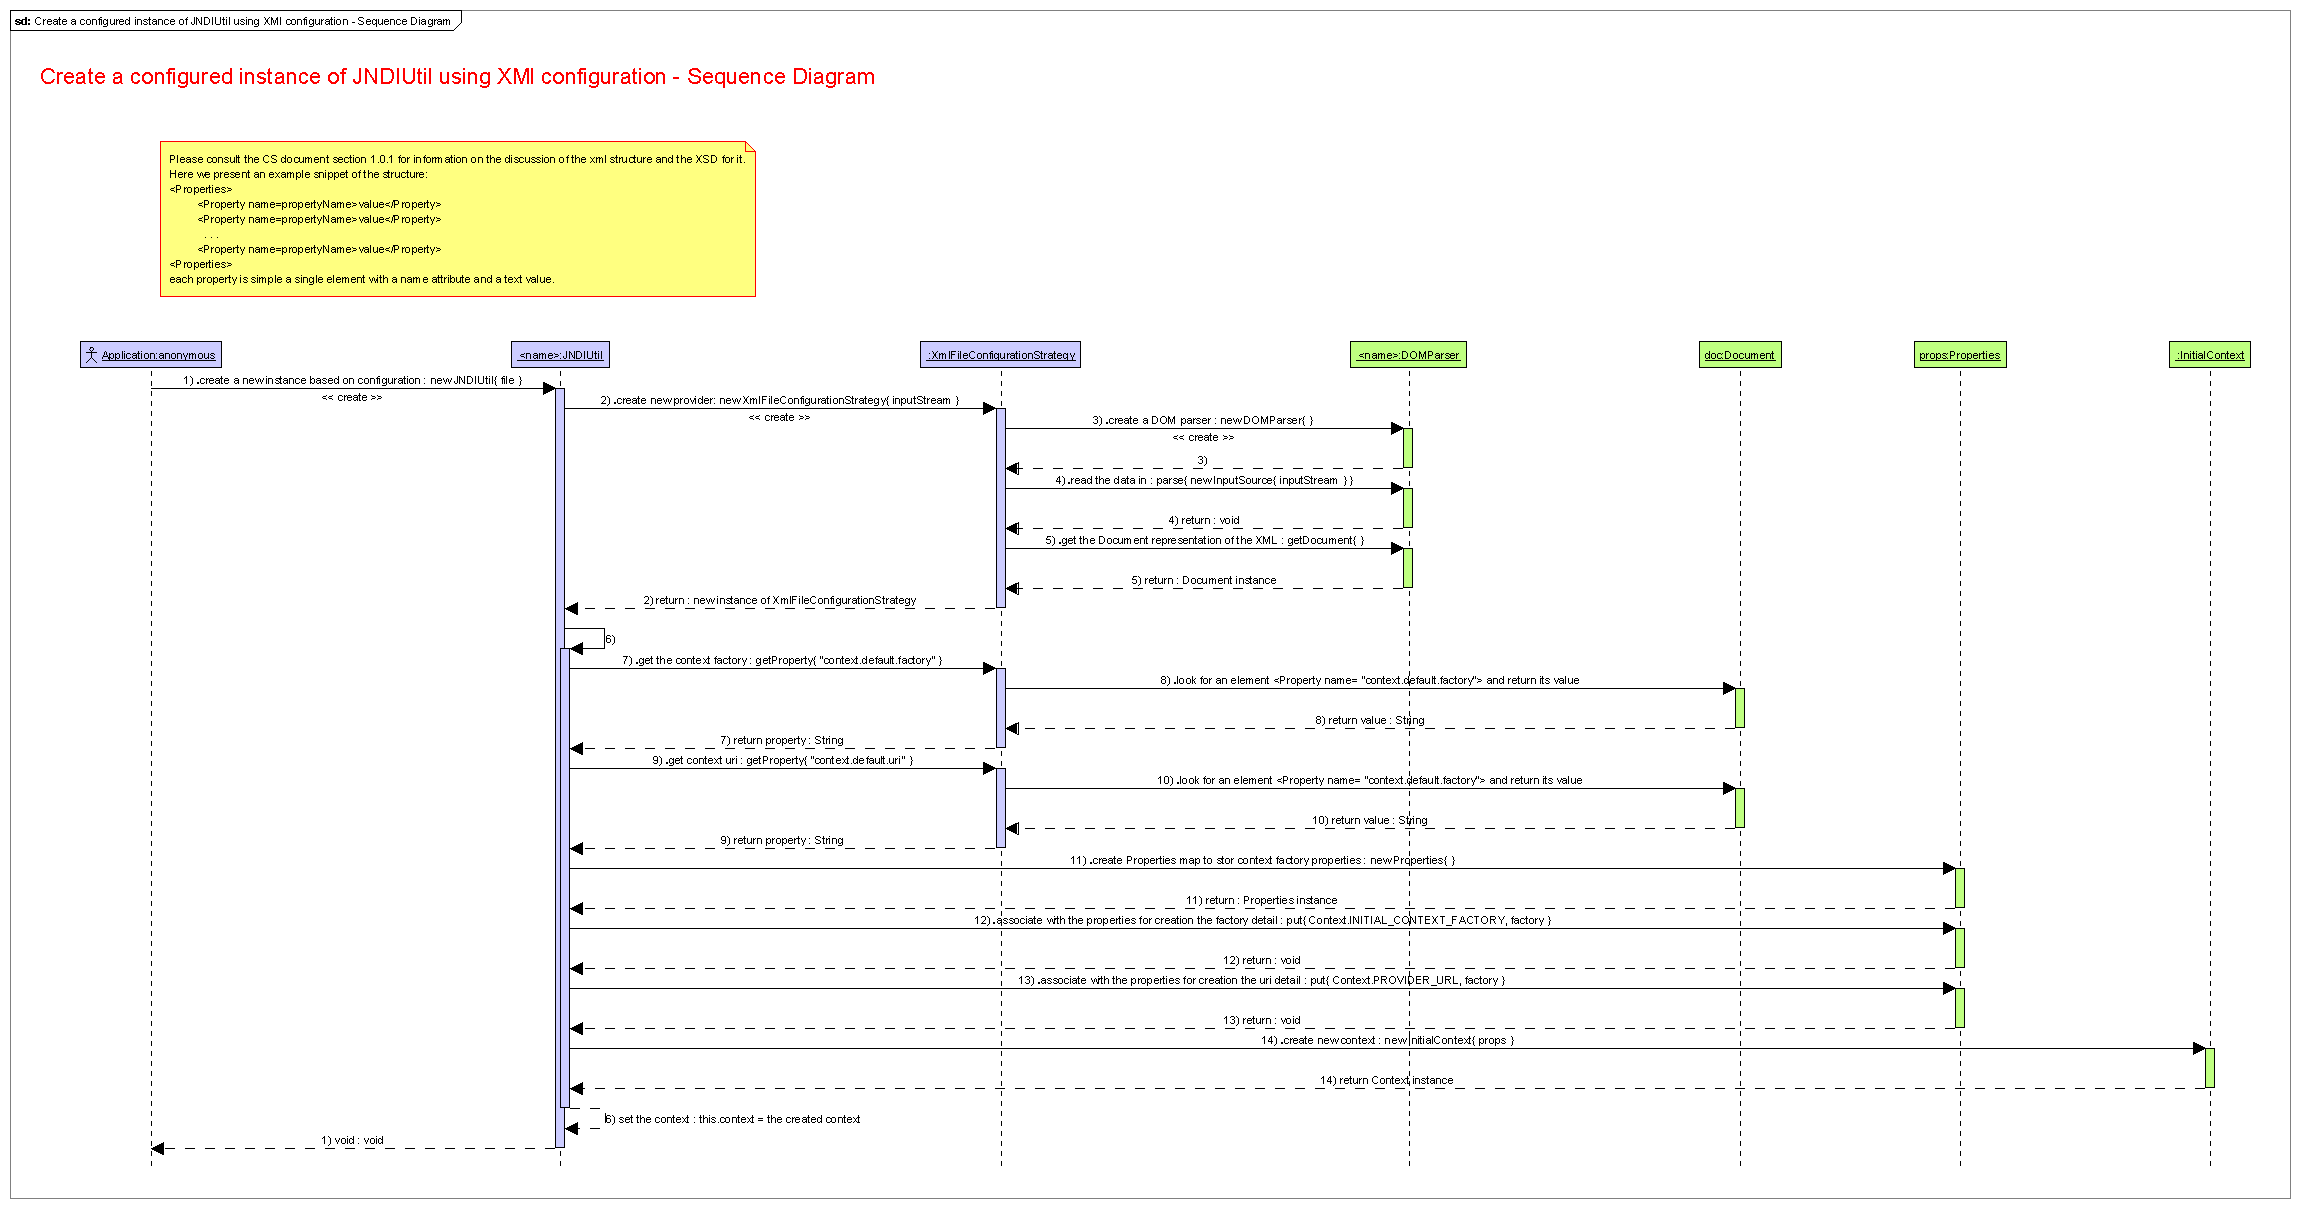 sd: Create a configured instance of JNDIUtil using XMl configuration - Sequence Diagram
Create a configured instance of JNDIUtil using XMl configuration - Sequence Diagram
Please consult the CS document section 1.0.1 for information on the discussion of the xml structure and the XSD for it.
Here we present an example snippet of the structure:
<Properties>
<Property name=propertyName>value</Property>
<Property name=propertyName>value</Property>
. . .
<Property name=propertyName>value</Property>
<Properties>
each property is simple a single element with a name attribute and a text value.
Application:anonymous
<name>:JNDIUtil
:XmlFileConfigurationStrategy
<name>:DOMParser
doc:Document
props:Properties
:InitialContext
1) .create a new instance based on configuration : new JNDIUtil{ file }
<< create >>
2) .create new provider: new XmlFileConfigurationStrategy{ inputStream }
<< create >>
3) .create a DOM parser : new DOMParser{ }
<< create >>
3)
4) .read the data in : parse{ new InputSource{ inputStream } }
4) return : void
5) .get the Document representation of the XML : getDocument{ }
5) return : Document instance
2) return : new instance of XmlFileConfigurationStrategy
6)
7) .get the context factory : getProperty{ "context.default.factory" }
8) .look for an element <Property name= "context.default.factory"> and return its value
8) return value : String
7) return property : String
9) .get context uri : getProperty{ "context.default.uri" }
10) .look for an element <Property name= "context.default.factory"> and return its value
10) return value : String
9) return property : String
11) .create Properties map to stor context factory properties : new Properties{ }
11) return : Properties instance
12) .associate with the properties for creation the factory detail : put{ Context.INITIAL_CONTEXT_FACTORY, factory }
12) return : void
13) .associate with the properties for creation the uri detail : put{ Context.PROVIDER_URL, factory }
13) return : void
14) .create new context : new InitialContext{ props }
14) return Context instance
6) set the context : this.context = the created context
1) void : void